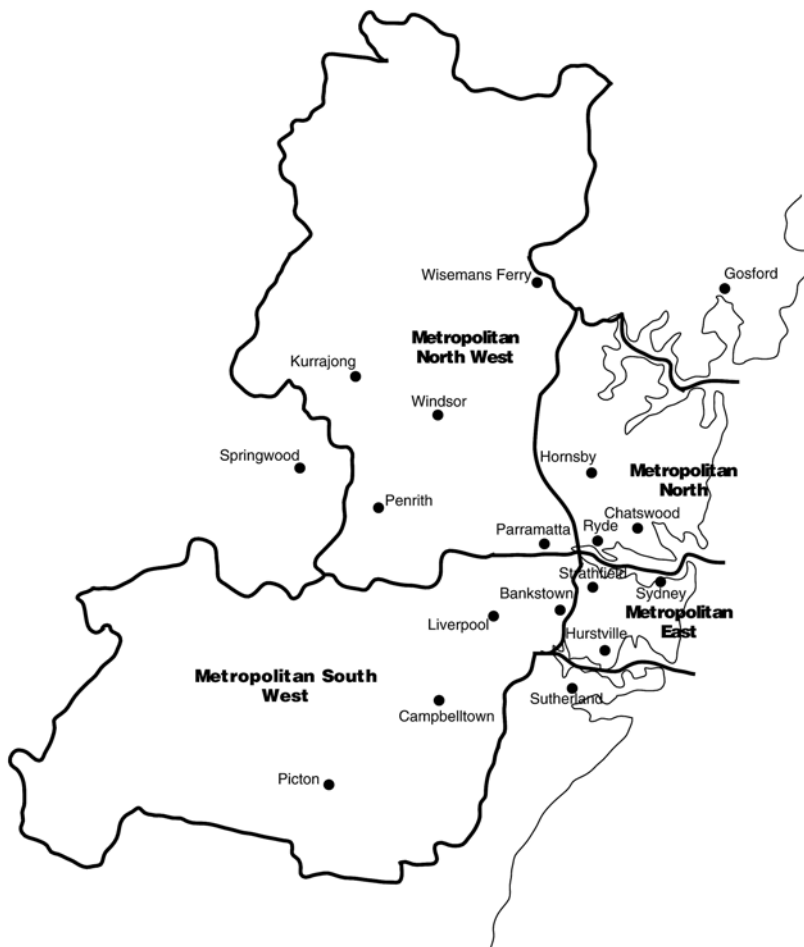 Wisemans Ferry
Gosford
Metropolitan
North West
Kurrajong
Windsor
Springwood
Hornsby
Metropolitan
North
Penrith
Chatswood
Parramatta
Ryde
Strathfield
Sydney
Bankstown
Metropolitan
East
Liverpool
Hurstville
Metropolitan South
West
Sutherland
Campbelltown
Picton